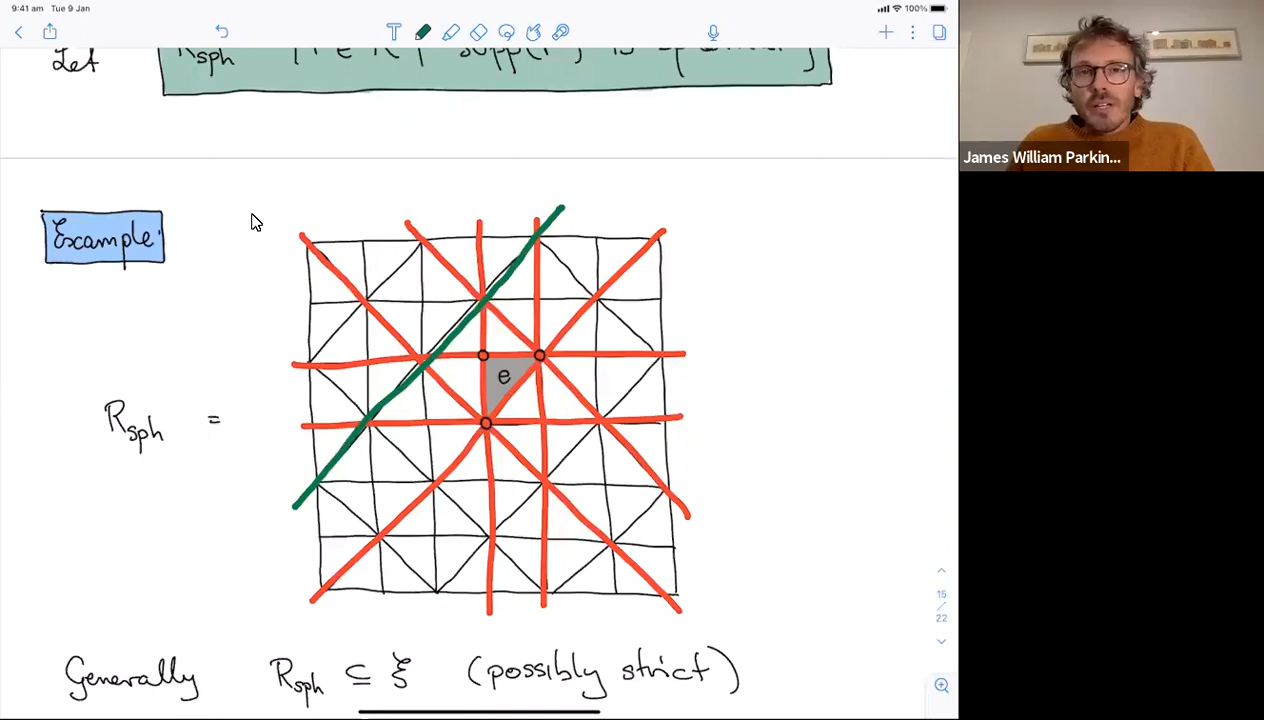 9:41 am Tue 9 Jan
100%
Let
Example:
e
R_sph =
15
/
22
Generally R_sph ⊆ ξ (possibly strict)
James William Parkin...